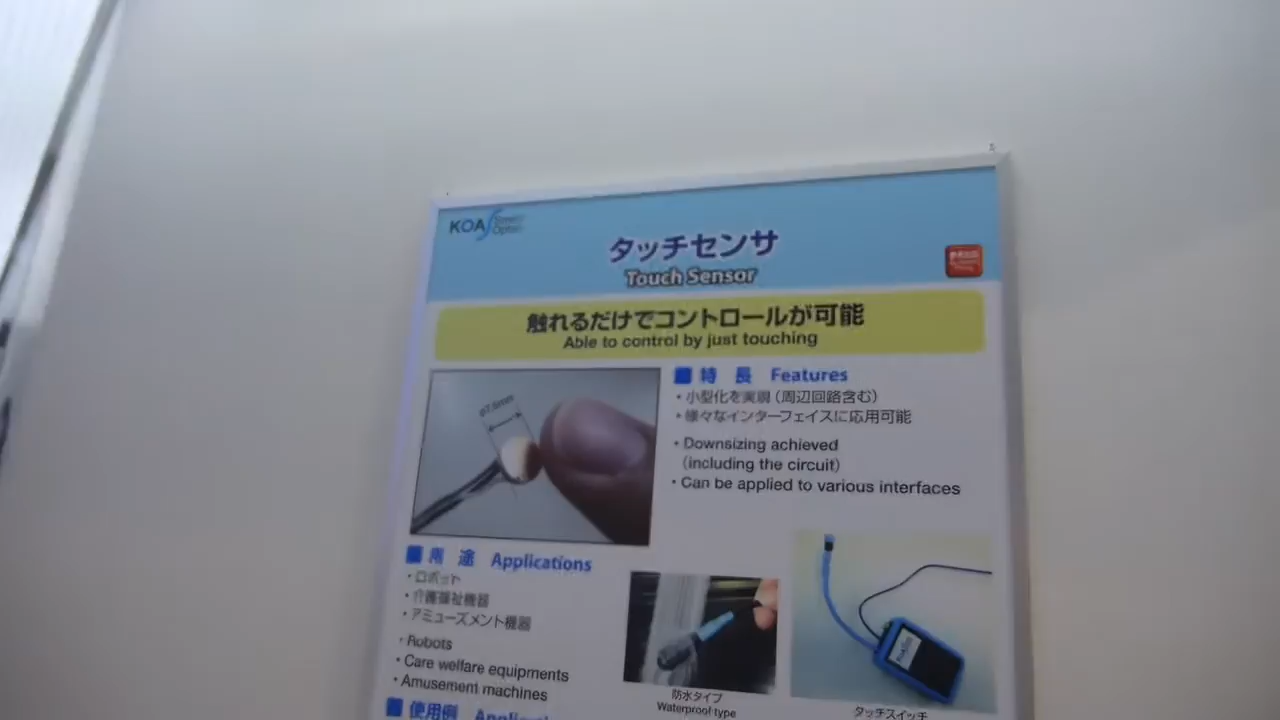 KOA Speer Option
タッチセンサ
Touch Sensor
触れるだけでコントロールが可能
Able to control by just touching
φ7.5mm
■ 特 長 Features
・小型化を実現（周辺回路含む）
・様々なインターフェイスに応用可能
・Downsizing achieved
(including the circuit)
・Can be applied to various interfaces
■ 用 途 Applications
・ロボット
・介護福祉機器
・アミューズメント機器
・Robots
・Care welfare equipments
・Amusement machines
防水タイプ
Waterproof type
タッチスイッチ
■ 使用例